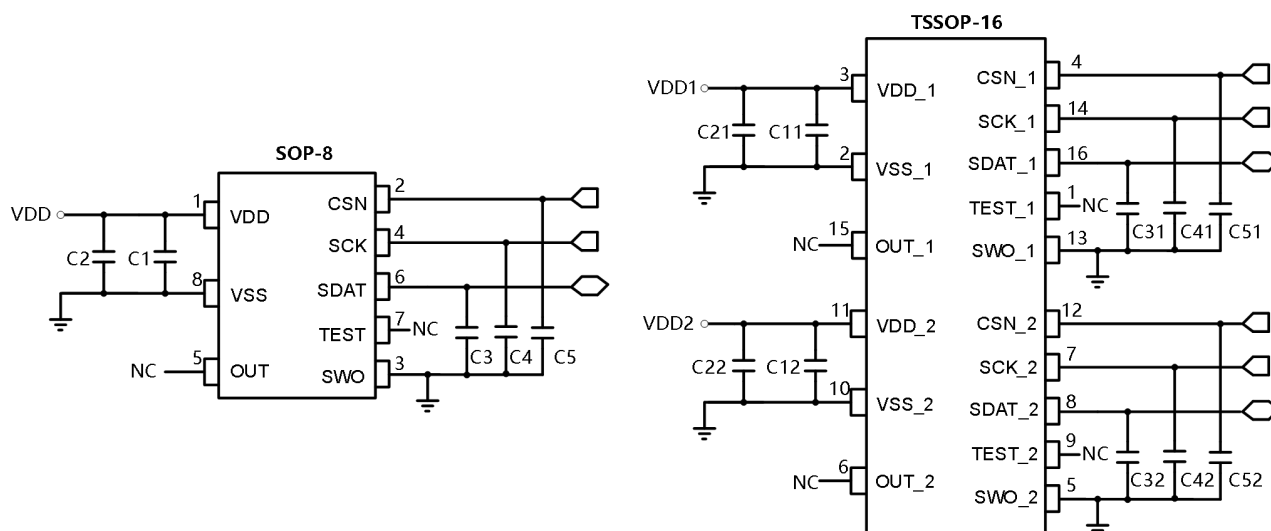 SOP-8
VDD
1
VDD
C2
C1
8
VSS
NC
5
OUT
CSN
2
SCK
4
SDAT
6
TEST
7
NC
SWO
3
C3
C4
C5
TSSOP-16
VDD1
3
VDD_1
C21
C11
2
VSS_1
NC
15
OUT_1
CSN_1
4
SCK_1
14
SDAT_1
16
TEST_1
1
NC
SWO_1
13
C31
C41
C51
VDD2
11
VDD_2
C22
C12
10
VSS_2
NC
6
OUT_2
CSN_2
12
SCK_2
7
SDAT_2
8
TEST_2
9
NC
SWO_2
5
C32
C42
C52